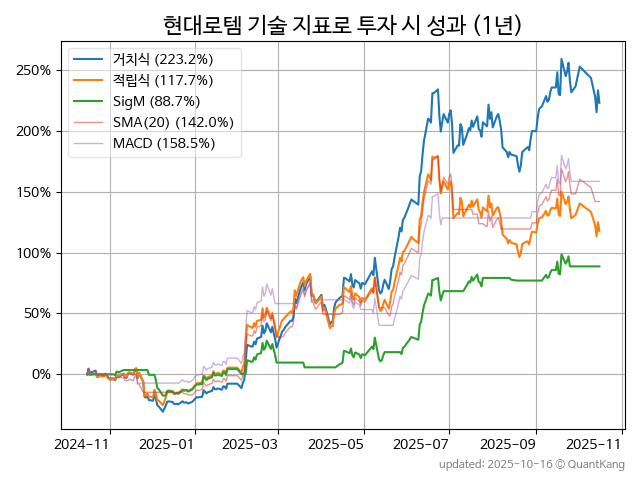 현대로템 기술 지표로 투자 시 성과 (1년)
거치식 (223.2%)
적립식 (117.7%)
SigM (88.7%)
SMA(20) (142.0%)
MACD (158.5%)
250%
200%
150%
100%
50%
0%
2024-11 2025-01 2025-03 2025-05 2025-07 2025-09 2025-11
updated: 2025-10-16 © QuantKang